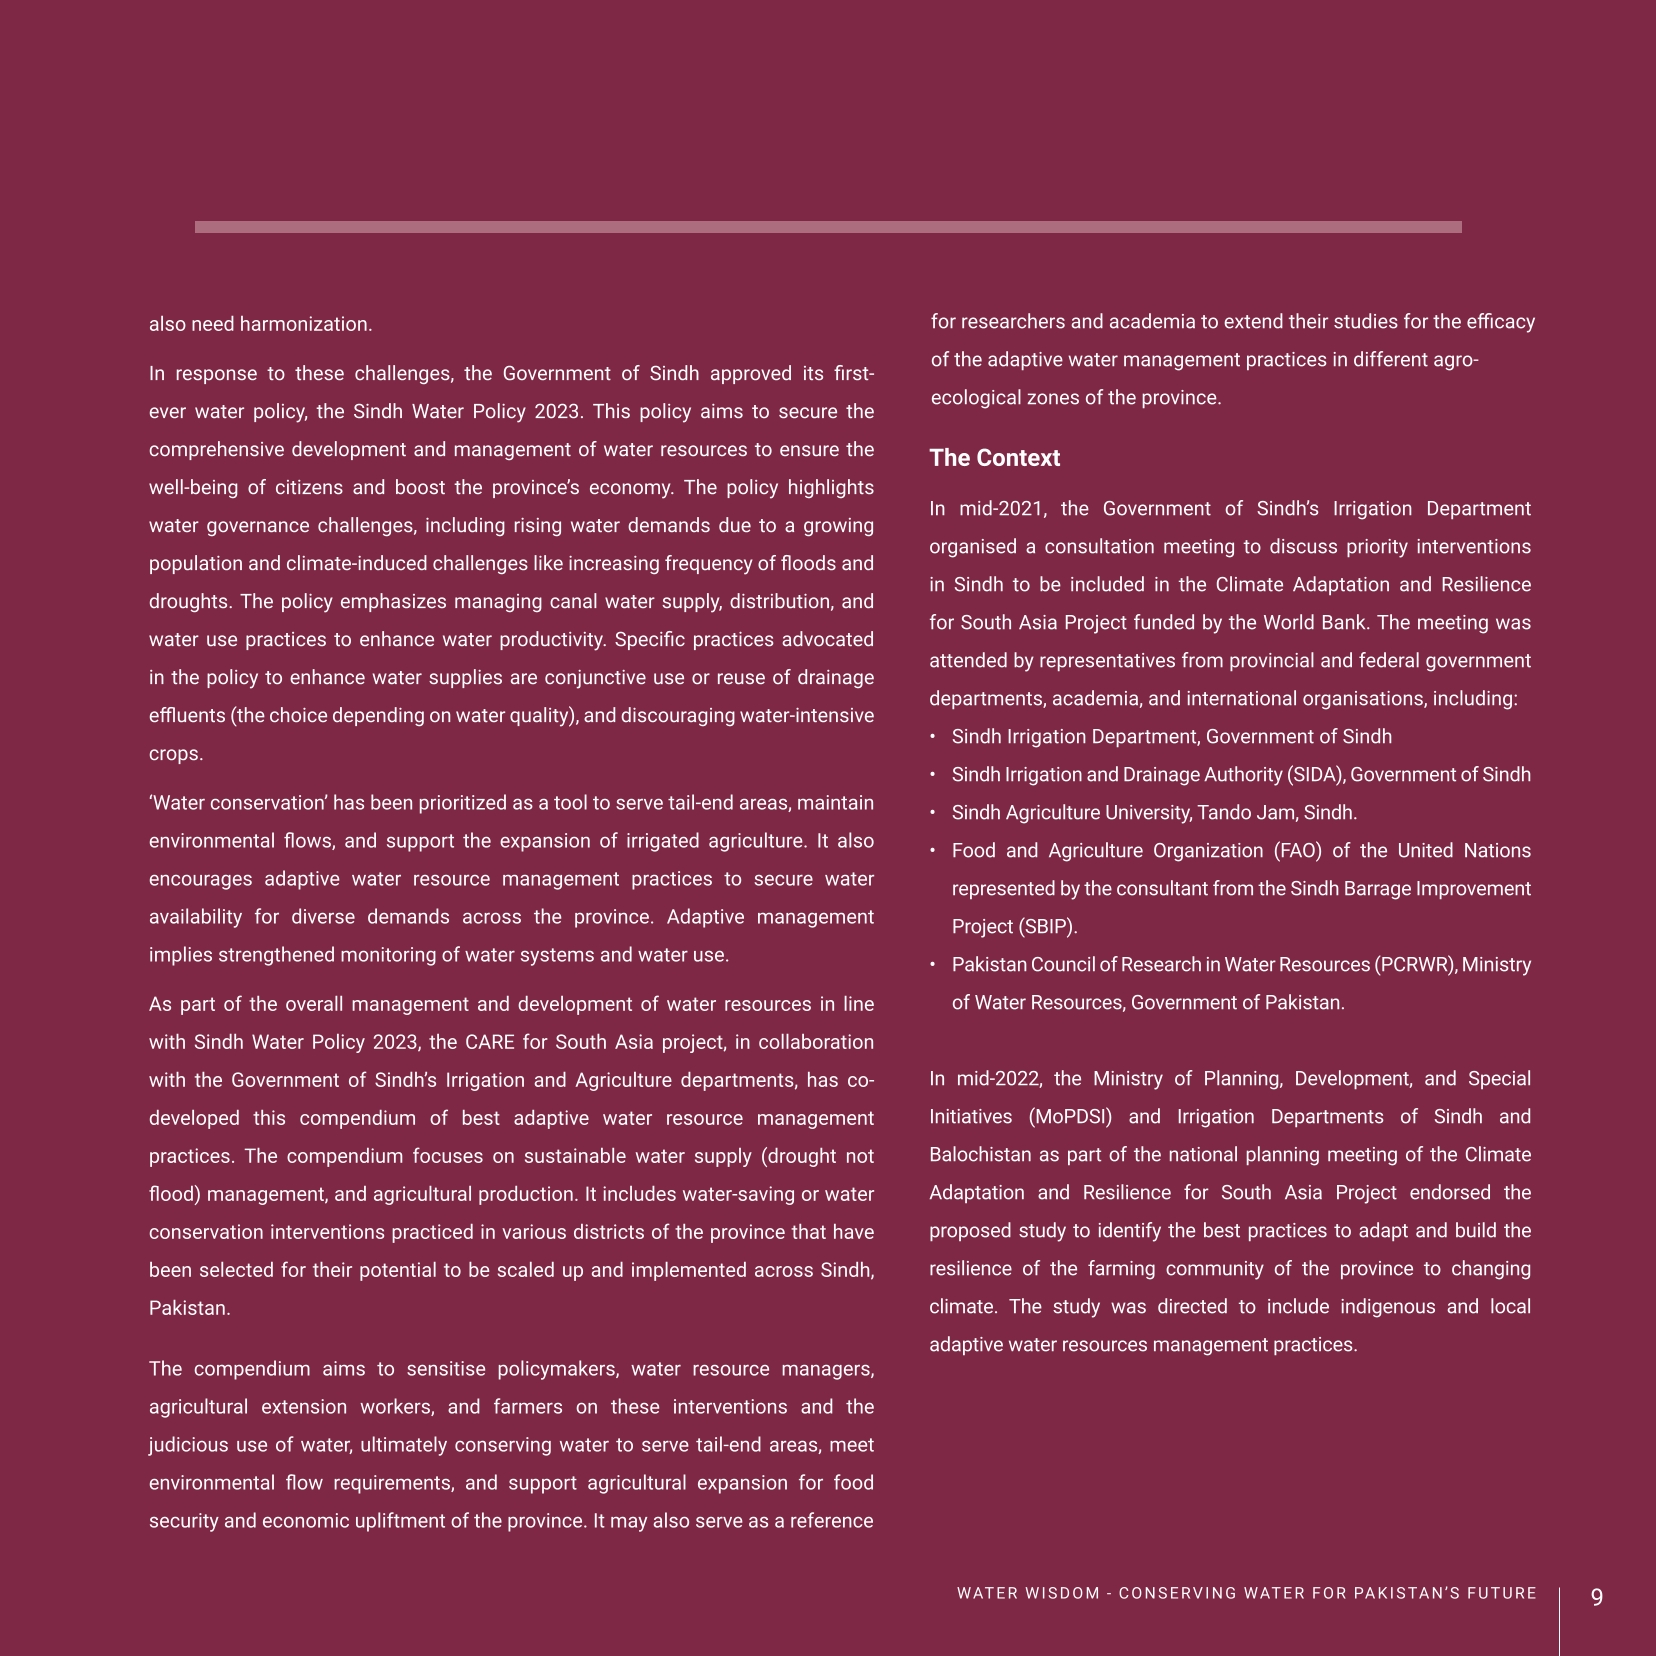 also need harmonization.
In response to these challenges, the Government of Sindh approved its first-
ever water policy, the Sindh Water Policy 2023. This policy aims to secure the
comprehensive development and management of water resources to ensure the
well-being of citizens and boost the province’s economy. The policy highlights
water governance challenges, including rising water demands due to a growing
population and climate-induced challenges like increasing frequency of floods and
droughts. The policy emphasizes managing canal water supply, distribution, and
water use practices to enhance water productivity. Specific practices advocated
in the policy to enhance water supplies are conjunctive use or reuse of drainage
effluents (the choice depending on water quality), and discouraging water-intensive
crops.
‘Water conservation’ has been prioritized as a tool to serve tail-end areas, maintain
environmental flows, and support the expansion of irrigated agriculture. It also
encourages adaptive water resource management practices to secure water
availability for diverse demands across the province. Adaptive management
implies strengthened monitoring of water systems and water use.
As part of the overall management and development of water resources in line
with Sindh Water Policy 2023, the CARE for South Asia project, in collaboration
with the Government of Sindh’s Irrigation and Agriculture departments, has co-
developed this compendium of best adaptive water resource management
practices. The compendium focuses on sustainable water supply (drought not
flood) management, and agricultural production. It includes water-saving or water
conservation interventions practiced in various districts of the province that have
been selected for their potential to be scaled up and implemented across Sindh,
Pakistan.
The compendium aims to sensitise policymakers, water resource managers,
agricultural extension workers, and farmers on these interventions and the
judicious use of water, ultimately conserving water to serve tail-end areas, meet
environmental flow requirements, and support agricultural expansion for food
security and economic upliftment of the province. It may also serve as a reference
for researchers and academia to extend their studies for the efficacy
of the adaptive water management practices in different agro-
ecological zones of the province.
The Context
In mid-2021, the Government of Sindh’s Irrigation Department
organised a consultation meeting to discuss priority interventions
in Sindh to be included in the Climate Adaptation and Resilience
for South Asia Project funded by the World Bank. The meeting was
attended by representatives from provincial and federal government
departments, academia, and international organisations, including:
• Sindh Irrigation Department, Government of Sindh
• Sindh Irrigation and Drainage Authority (SIDA), Government of Sindh
• Sindh Agriculture University, Tando Jam, Sindh.
• Food and Agriculture Organization (FAO) of the United Nations
represented by the consultant from the Sindh Barrage Improvement
Project (SBIP).
• Pakistan Council of Research in Water Resources (PCRWR), Ministry
of Water Resources, Government of Pakistan.
In mid-2022, the Ministry of Planning, Development, and Special
Initiatives (MoPDSI) and Irrigation Departments of Sindh and
Balochistan as part of the national planning meeting of the Climate
Adaptation and Resilience for South Asia Project endorsed the
proposed study to identify the best practices to adapt and build the
resilience of the farming community of the province to changing
climate. The study was directed to include indigenous and local
adaptive water resources management practices.
WATER WISDOM - CONSERVING WATER FOR PAKISTAN’S FUTURE
9